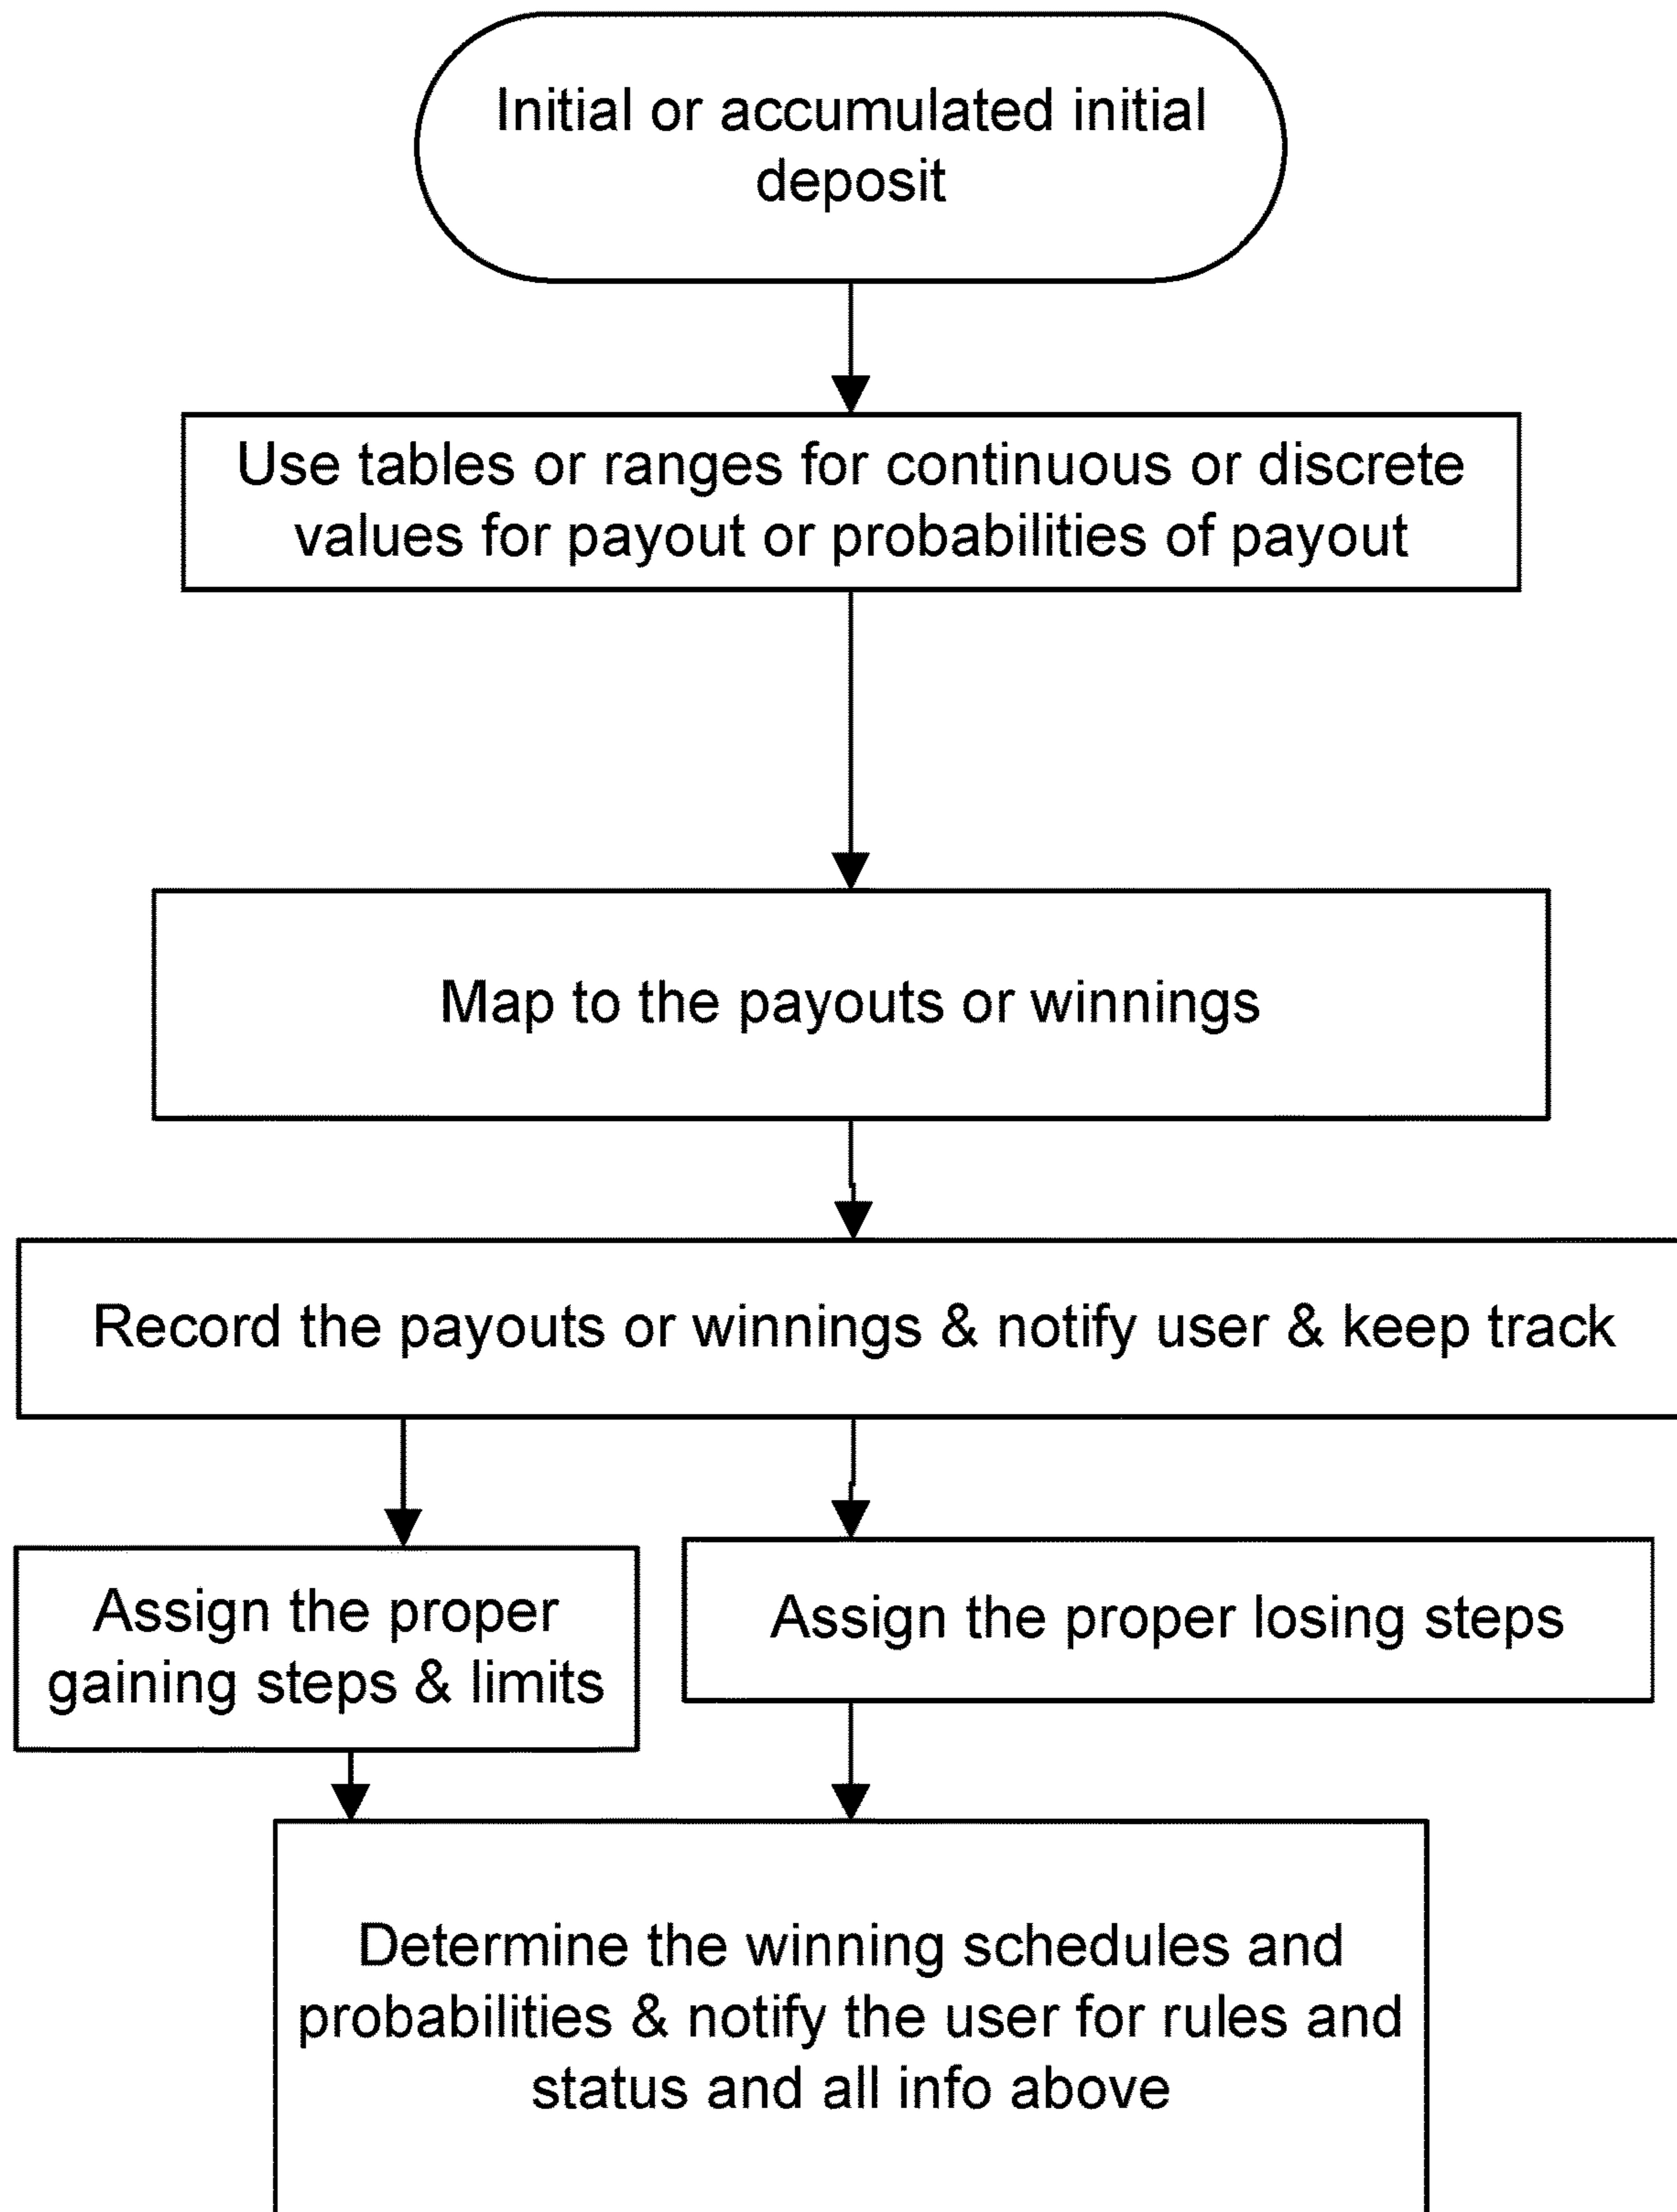 Initial or accumulated initial
deposit
Use tables or ranges for continuous or discrete
values for payout or probabilities of payout
Map to the payouts or winnings
Record the payouts or winnings & notify user & keep track
Assign the proper
gaining steps & limits
Assign the proper losing steps
Determine the winning schedules and
probabilities & notify the user for rules and
status and all info above